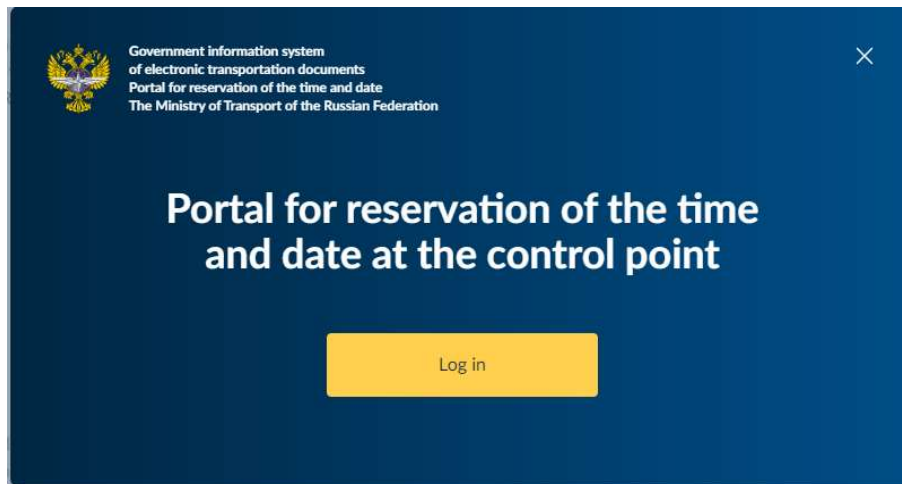 Government information system
of electronic transportation documents
Portal for reservation of the time and date
The Ministry of Transport of the Russian Federation
Portal for reservation of the time
and date at the control point
Log in